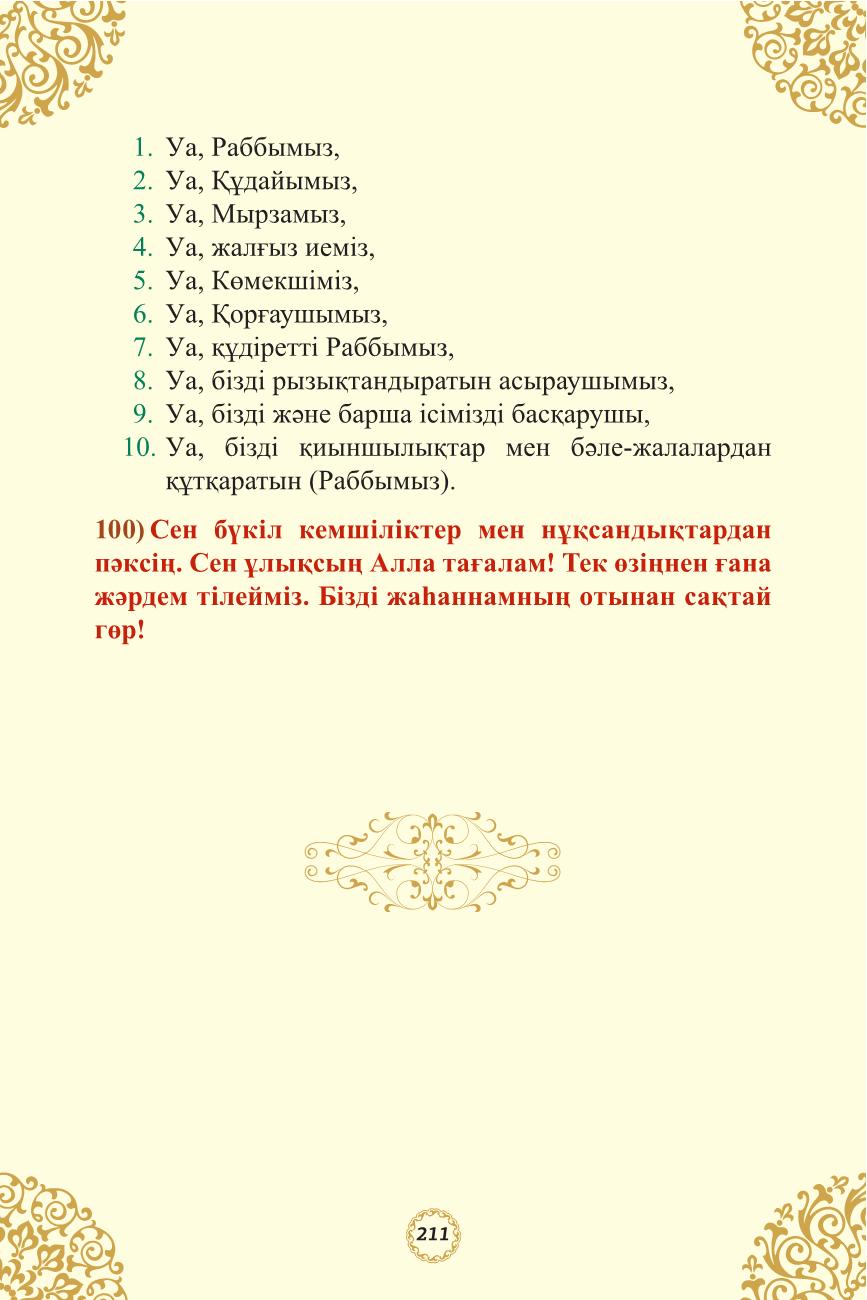 1. Уа, Раббымыз,
2. Уа, Құдайымыз,
3. Уа, Мырзамыз,
4. Уа, жалғыз иеміз,
5. Уа, Көмекшіміз,
6. Уа, Қорғаушымыз,
7. Уа, құдіретті Раббымыз,
8. Уа, бізді рызықтандыратын асыраушымыз,
9. Уа, бізді және барша ісімізді басқарушы,
10. Уа, бізді қиыншылықтар мен бәле-жалалардан
құтқаратын (Раббымыз).
100) Сен бүкіл кемшіліктер мен нұқсандықтардан
пәксің. Сен ұлықсың Алла тағалам! Тек өзіңнен ғана
жәрдем тілейміз. Бізді жаһаннамның отынан сақтай
гөр!
211